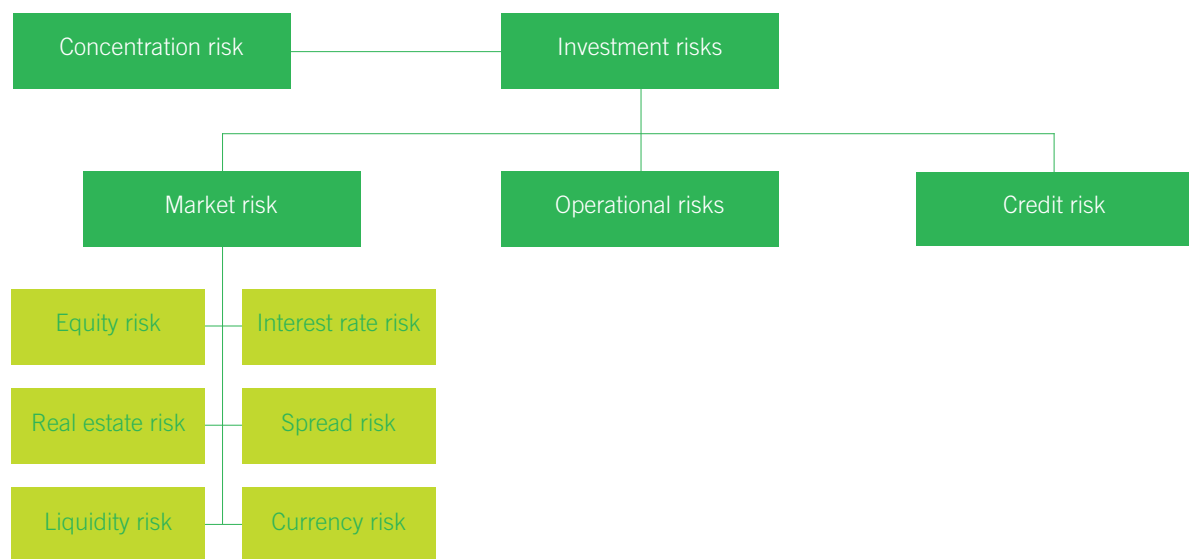 Concentration risk
Investment risks
Market risk
Operational risks
Credit risk
Equity risk
Interest rate risk
Real estate risk
Spread risk
Liquidity risk
Currency risk